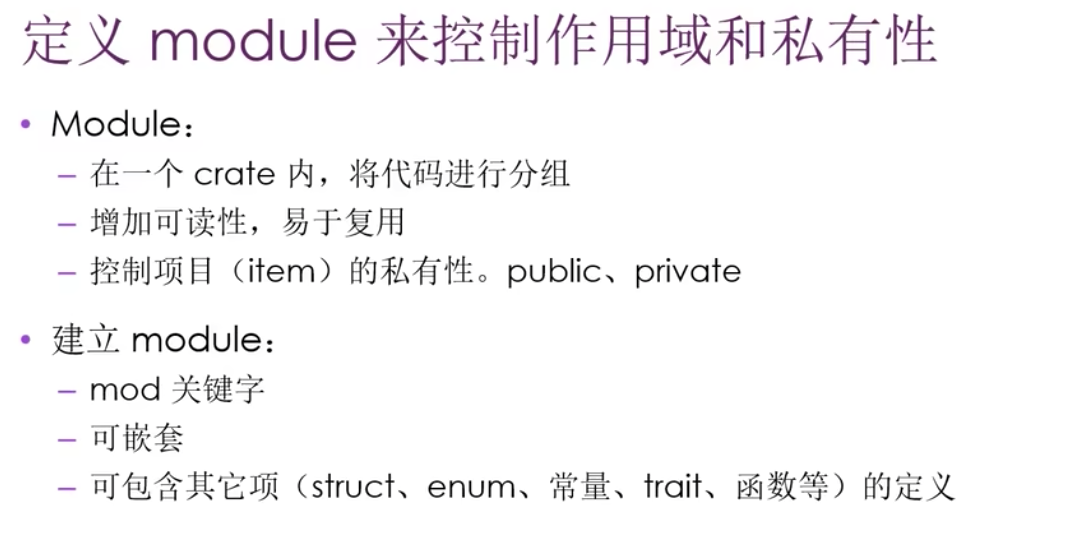 定义 module 来控制作用域和私有性
• Module：
– 在一个 crate 内，将代码进行分组
– 增加可读性，易于复用
– 控制项目（item）的私有性。public、private
• 建立 module：
– mod 关键字
– 可嵌套
– 可包含其它项（struct、enum、常量、trait、函数等）的定义